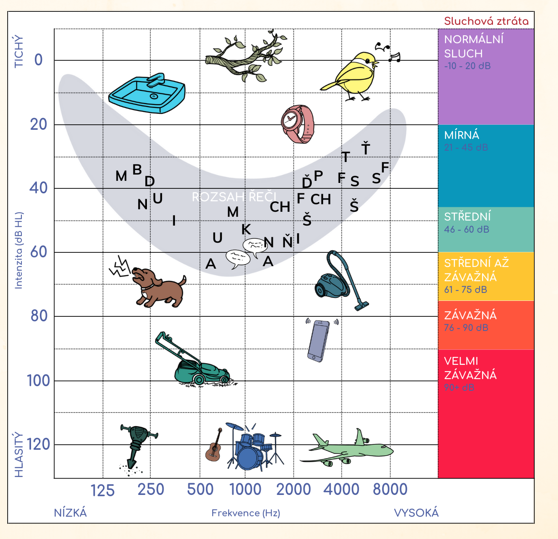 Sluchová ztráta
TICHÝ
Intenzita (dB HL)
HLASITÝ
0
20
40
60
80
100
120
NORMÁLNÍ
SLUCH
-10 - 20 dB
MÍRNÁ
21 - 45 dB
STŘEDNÍ
46 - 60 dB
STŘEDNÍ AŽ
ZÁVAŽNÁ
61 - 75 dB
ZÁVAŽNÁ
76 - 90 dB
VELMI
ZÁVAŽNÁ
ROZSAH ŘEČI
Ť
T
M B D
Ď P
F S
S F
N U
F CH
CH
Š
I
M
Š
K
U
N Ň I
A
A
125 250 500 1000 2000 4000 8000
NÍZKÁ
Frekvence (Hz)
VYSOKÁ